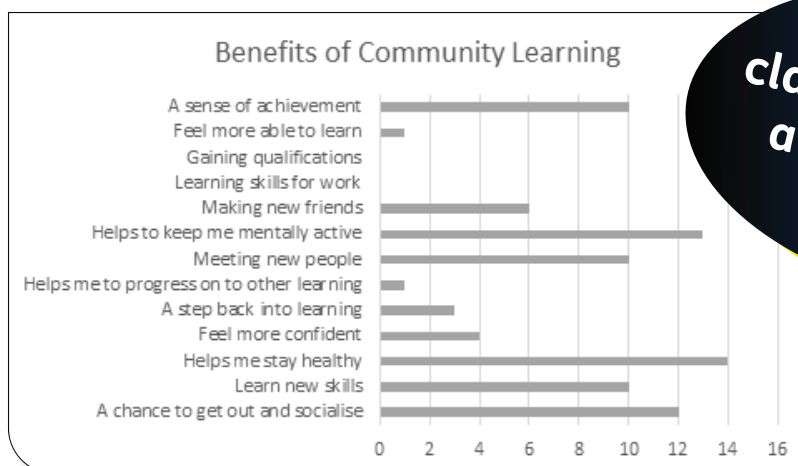 Benefits of Community Learning
A sense of achievement
Feel more able to learn
Gaining qualifications
Learning skills for work
Making new friends
Helps to keep me mentally active
Meeting new people
Helps me to progress on to other learning
A step back into learning
Feel more confident
Helps me stay healthy
Learn new skills
A chance to get out and socialise
0 2 4 6 8 10 12 14 16
a